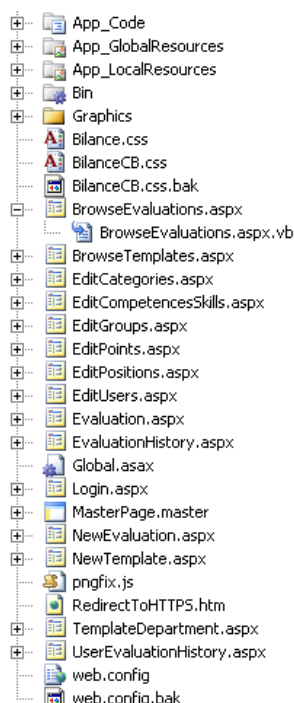 App_Code
App_GlobalResources
App_LocalResources
Bin
Graphics
Bilance.css
BilanceCB.css
BilanceCB.css.bak
BrowseEvaluations.aspx
BrowseEvaluations.aspx.vb
BrowseTemplates.aspx
EditCategories.aspx
EditCompetencesSkills.aspx
EditGroups.aspx
EditPoints.aspx
EditPositions.aspx
EditUsers.aspx
Evaluation.aspx
EvaluationHistory.aspx
Global.asax
Login.aspx
MasterPage.master
NewEvaluation.aspx
NewTemplate.aspx
pngfix.js
RedirectToHTTPS.htm
TemplateDepartment.aspx
UserEvaluationHistory.aspx
web.config
web.config.bak